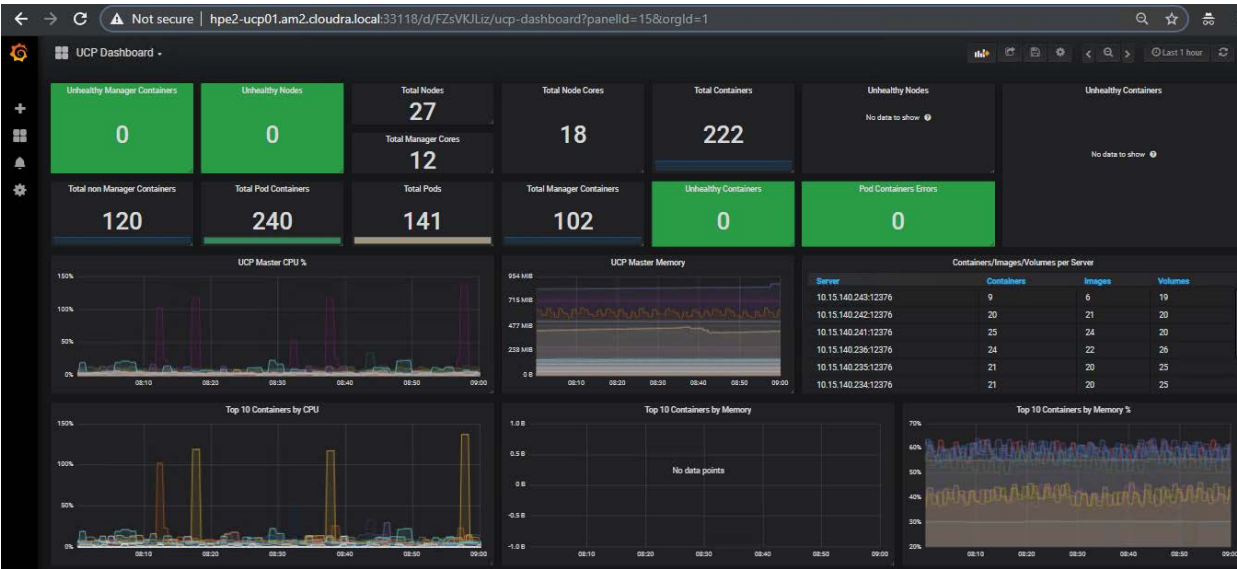 Not secure | hpe2-ucp01.am2.cloudra.local:33118/d/FZsVKJLiz/ucp-dashboard?panelId=15&orgId=1
UCP Dashboard
Last 1 hour
Unhealthy Manager Containers
0
Unhealthy Nodes
0
Total Nodes
27
Total Manager Cores
12
Total Node Cores
18
Total Containers
222
Unhealthy Nodes
No data to show
Unhealthy Containers
No data to show
Total non Manager Containers
120
Total Pod Containers
240
Total Pods
141
Total Manager Containers
102
Unhealthy Containers
0
Pod Containers Errors
0
UCP Master CPU %
150%
100%
50%
0%
08:10 08:20 08:30 08:40 08:50 09:00
UCP Master Memory
954 MiB
715 MiB
477 MiB
238 MiB
0 B
08:10 08:20 08:30 08:40 08:50 09:00
Containers/Images/Volumes per Server
Server Containers Images Volumes
10.15.140.243:12376 9 6 19
10.15.140.242:12376 20 21 20
10.15.140.241:12376 25 24 20
10.15.140.236:12376 24 22 26
10.15.140.235:12376 21 20 25
10.15.140.234:12376 21 20 25
Top 10 Containers by CPU
150%
100%
50%
0%
08:10 08:20 08:30 08:40 08:50 09:00
Top 10 Containers by Memory
1.0 B
0.5 B
0 B
-0.5 B
-1.0 B
No data points
08:10 08:20 08:30 08:40 08:50 09:00
Top 10 Containers by Memory %
70%
60%
50%
40%
30%
20%
08:10 08:20 08:30 08:40 08:50 09:00